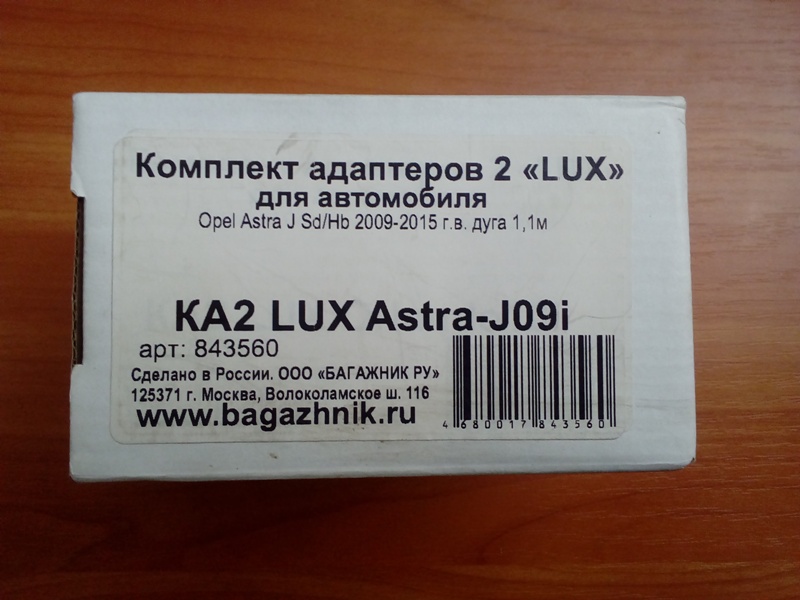 Комплект адаптеров 2 «LUX»
для автомобиля
Opel Astra J Sd/Hb 2009-2015 г.в. дуга 1,1м
КА2 LUX Astra-J09i
арт: 843560
Сделано в России. ООО «БАГАЖНИК РУ»
125371 г. Москва, Волоколамское ш. 116
www.bagazhnik.ru
4680017843560